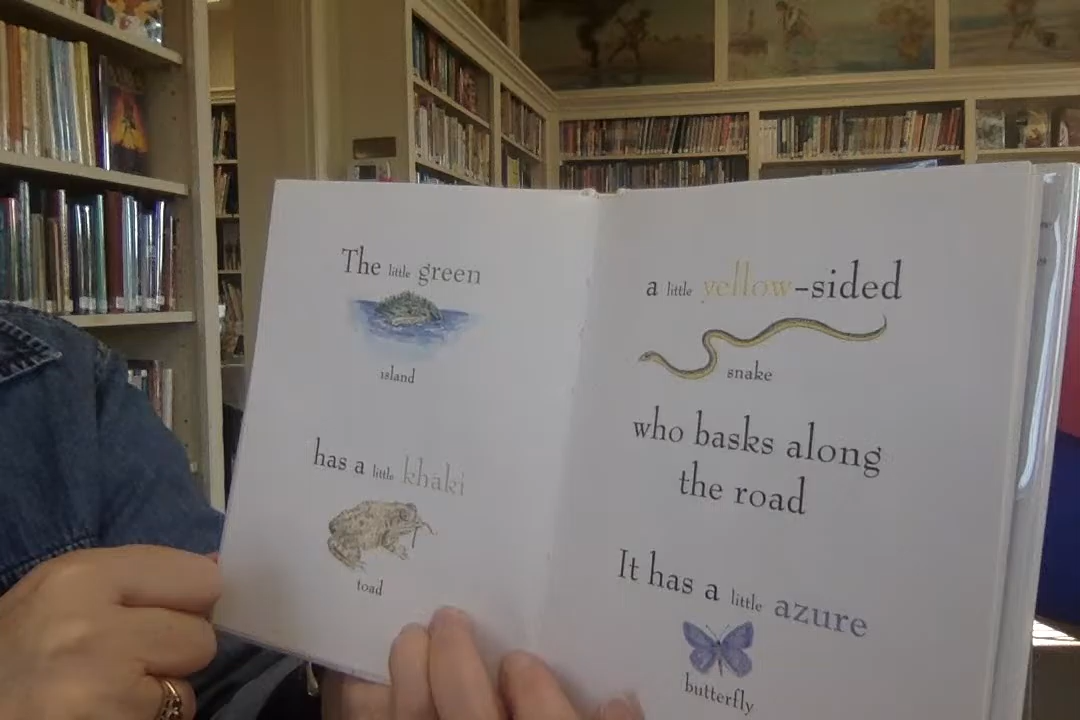 The little green
island
has a little khaki
toad
a little yellow-sided
snake
who basks along
the road
It has a little azure
butterfly